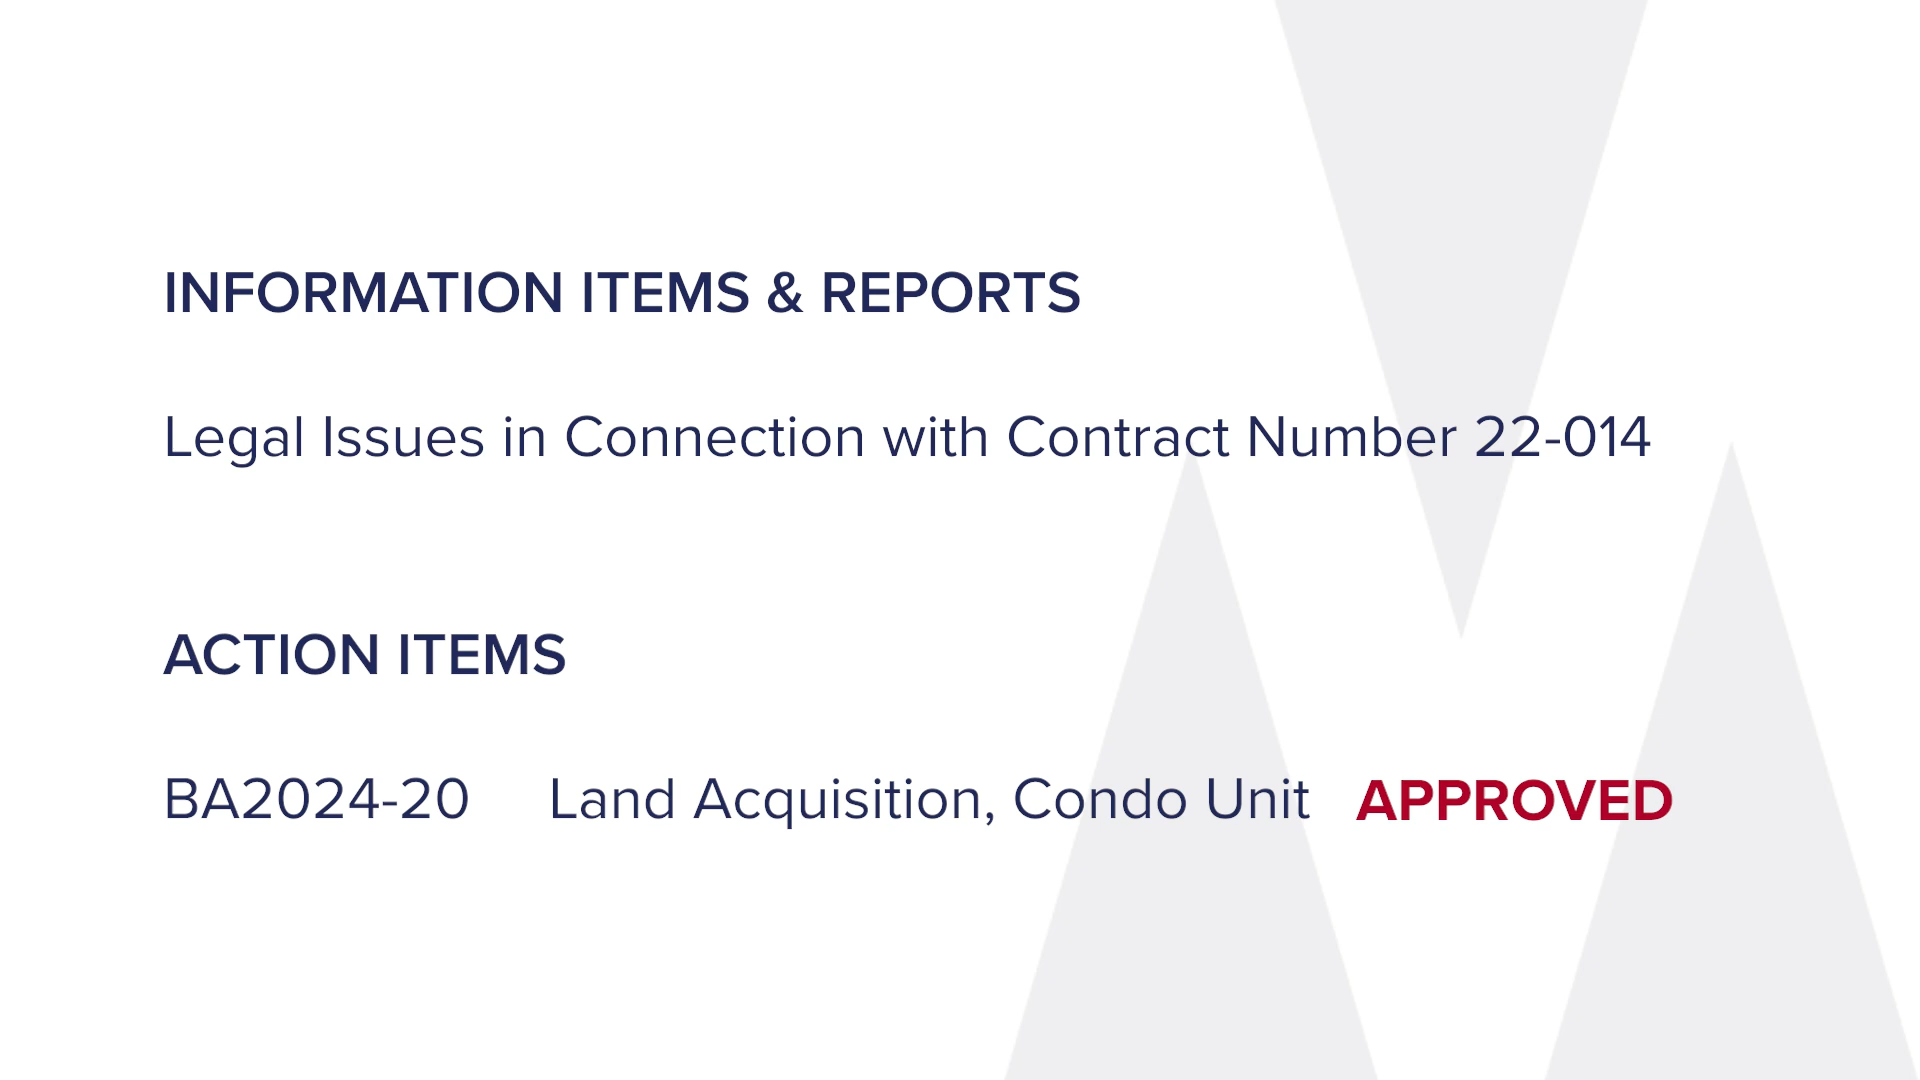 INFORMATION ITEMS & REPORTS
Legal Issues in Connection with Contract Number 22-014
ACTION ITEMS
BA2024-20 Land Acquisition, Condo Unit APPROVED